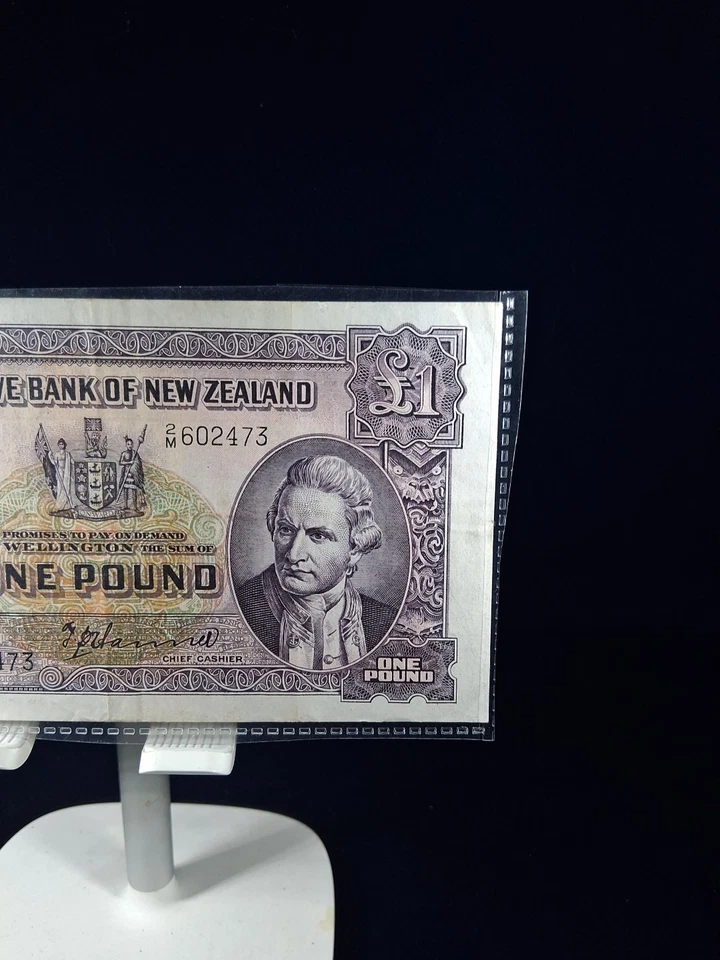 VE BANK OF NEW ZEALAND
£1
2/M 602473
PROMISES TO PAY ON DEMAND
WELLINGTON THE SUM OF
NE POUND
473
CHIEF CASHIER
ONE
POUND